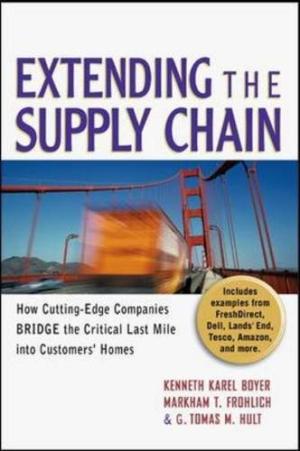 EXTENDING THE
SUPPLY CHAIN
How Cutting-Edge Companies
BRIDGE the Critical Last Mile
into Customers' Homes
Includes
examples from
FreshDirect,
Dell, Lands' End,
Tesco, Amazon,
and more.
KENNETH KAREL BOYER
MARKHAM T. FROHLICH
& G. TOMAS M. HULT